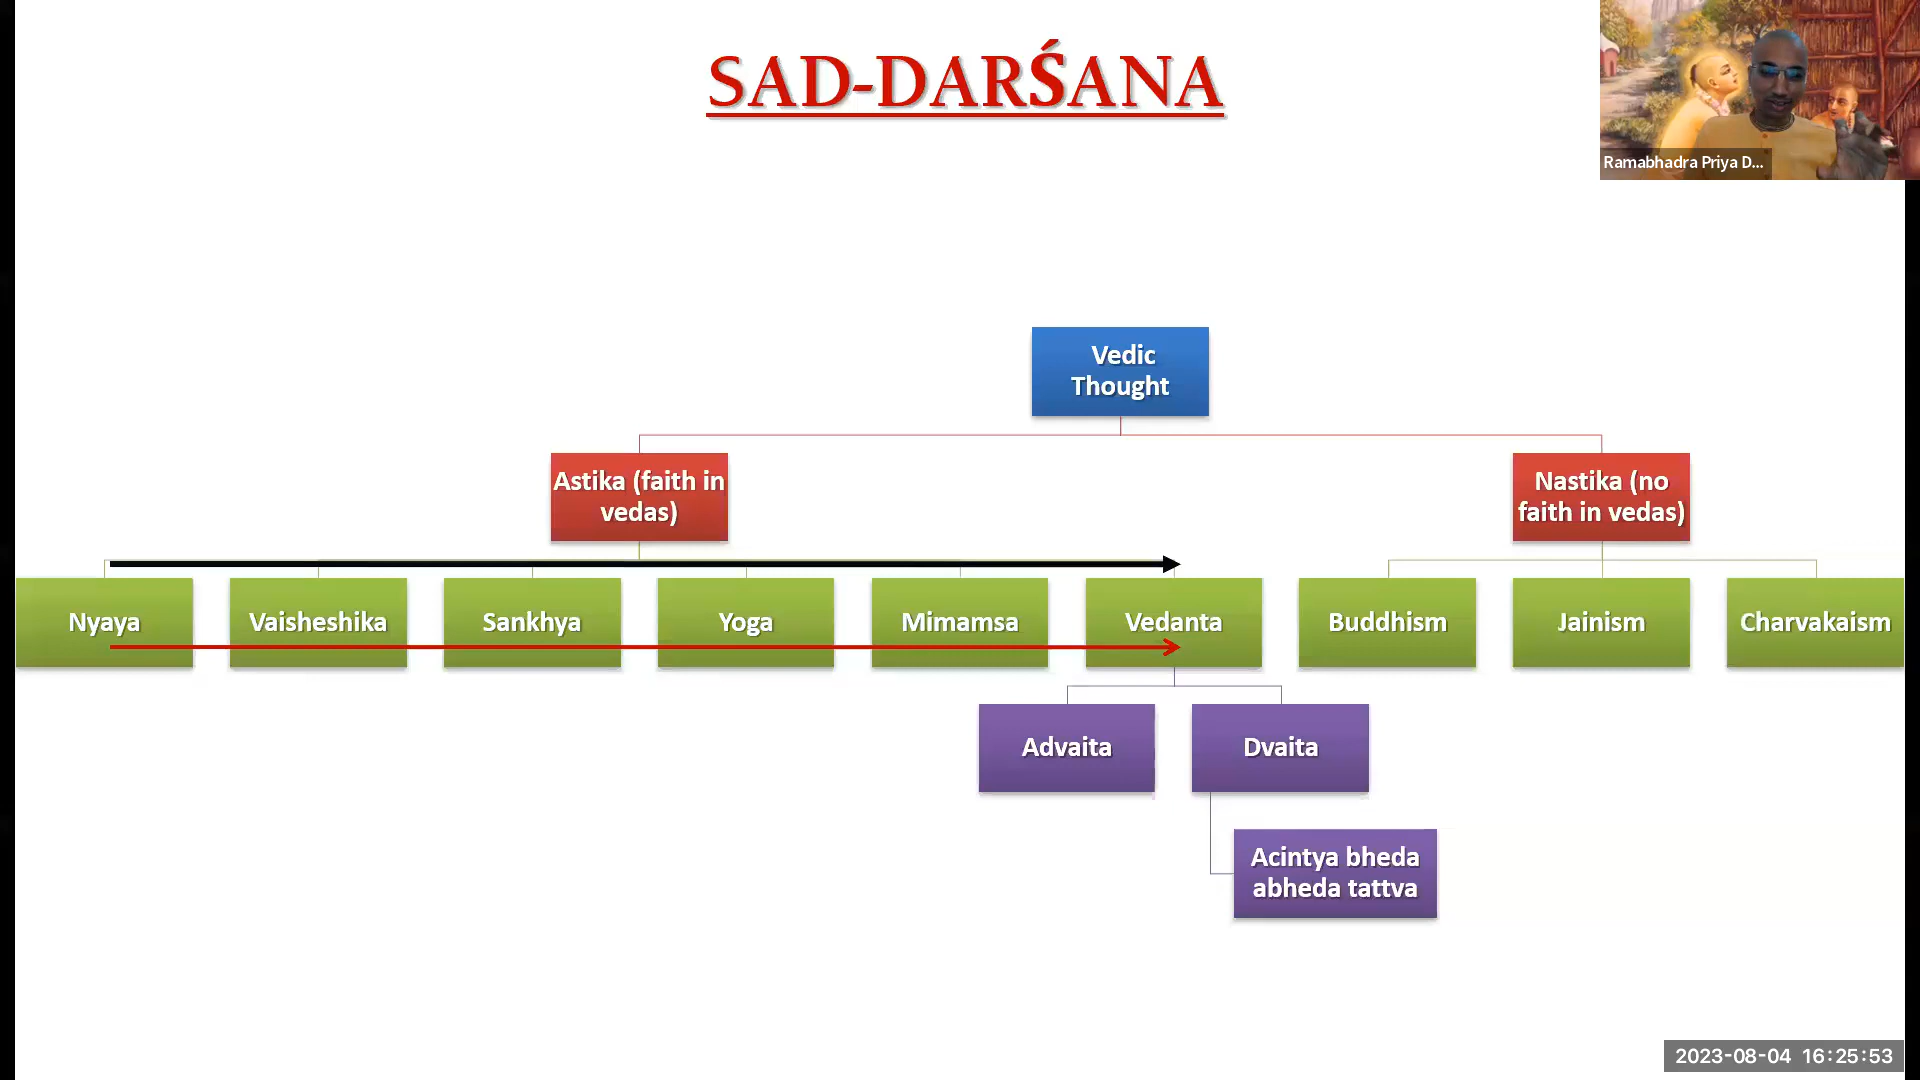 SAD-DARŚANA
Ramabhadra Priya D...
Vedic
Thought
Astika (faith in
vedas)
Nastika (no
faith in vedas)
Nyaya
Vaisheshika
Sankhya
Yoga
Mimamsa
Vedanta
Buddhism
Jainism
Charvakaism
Advaita
Dvaita
Acintya bheda
abheda tattva
2023-08-04 16:25:53